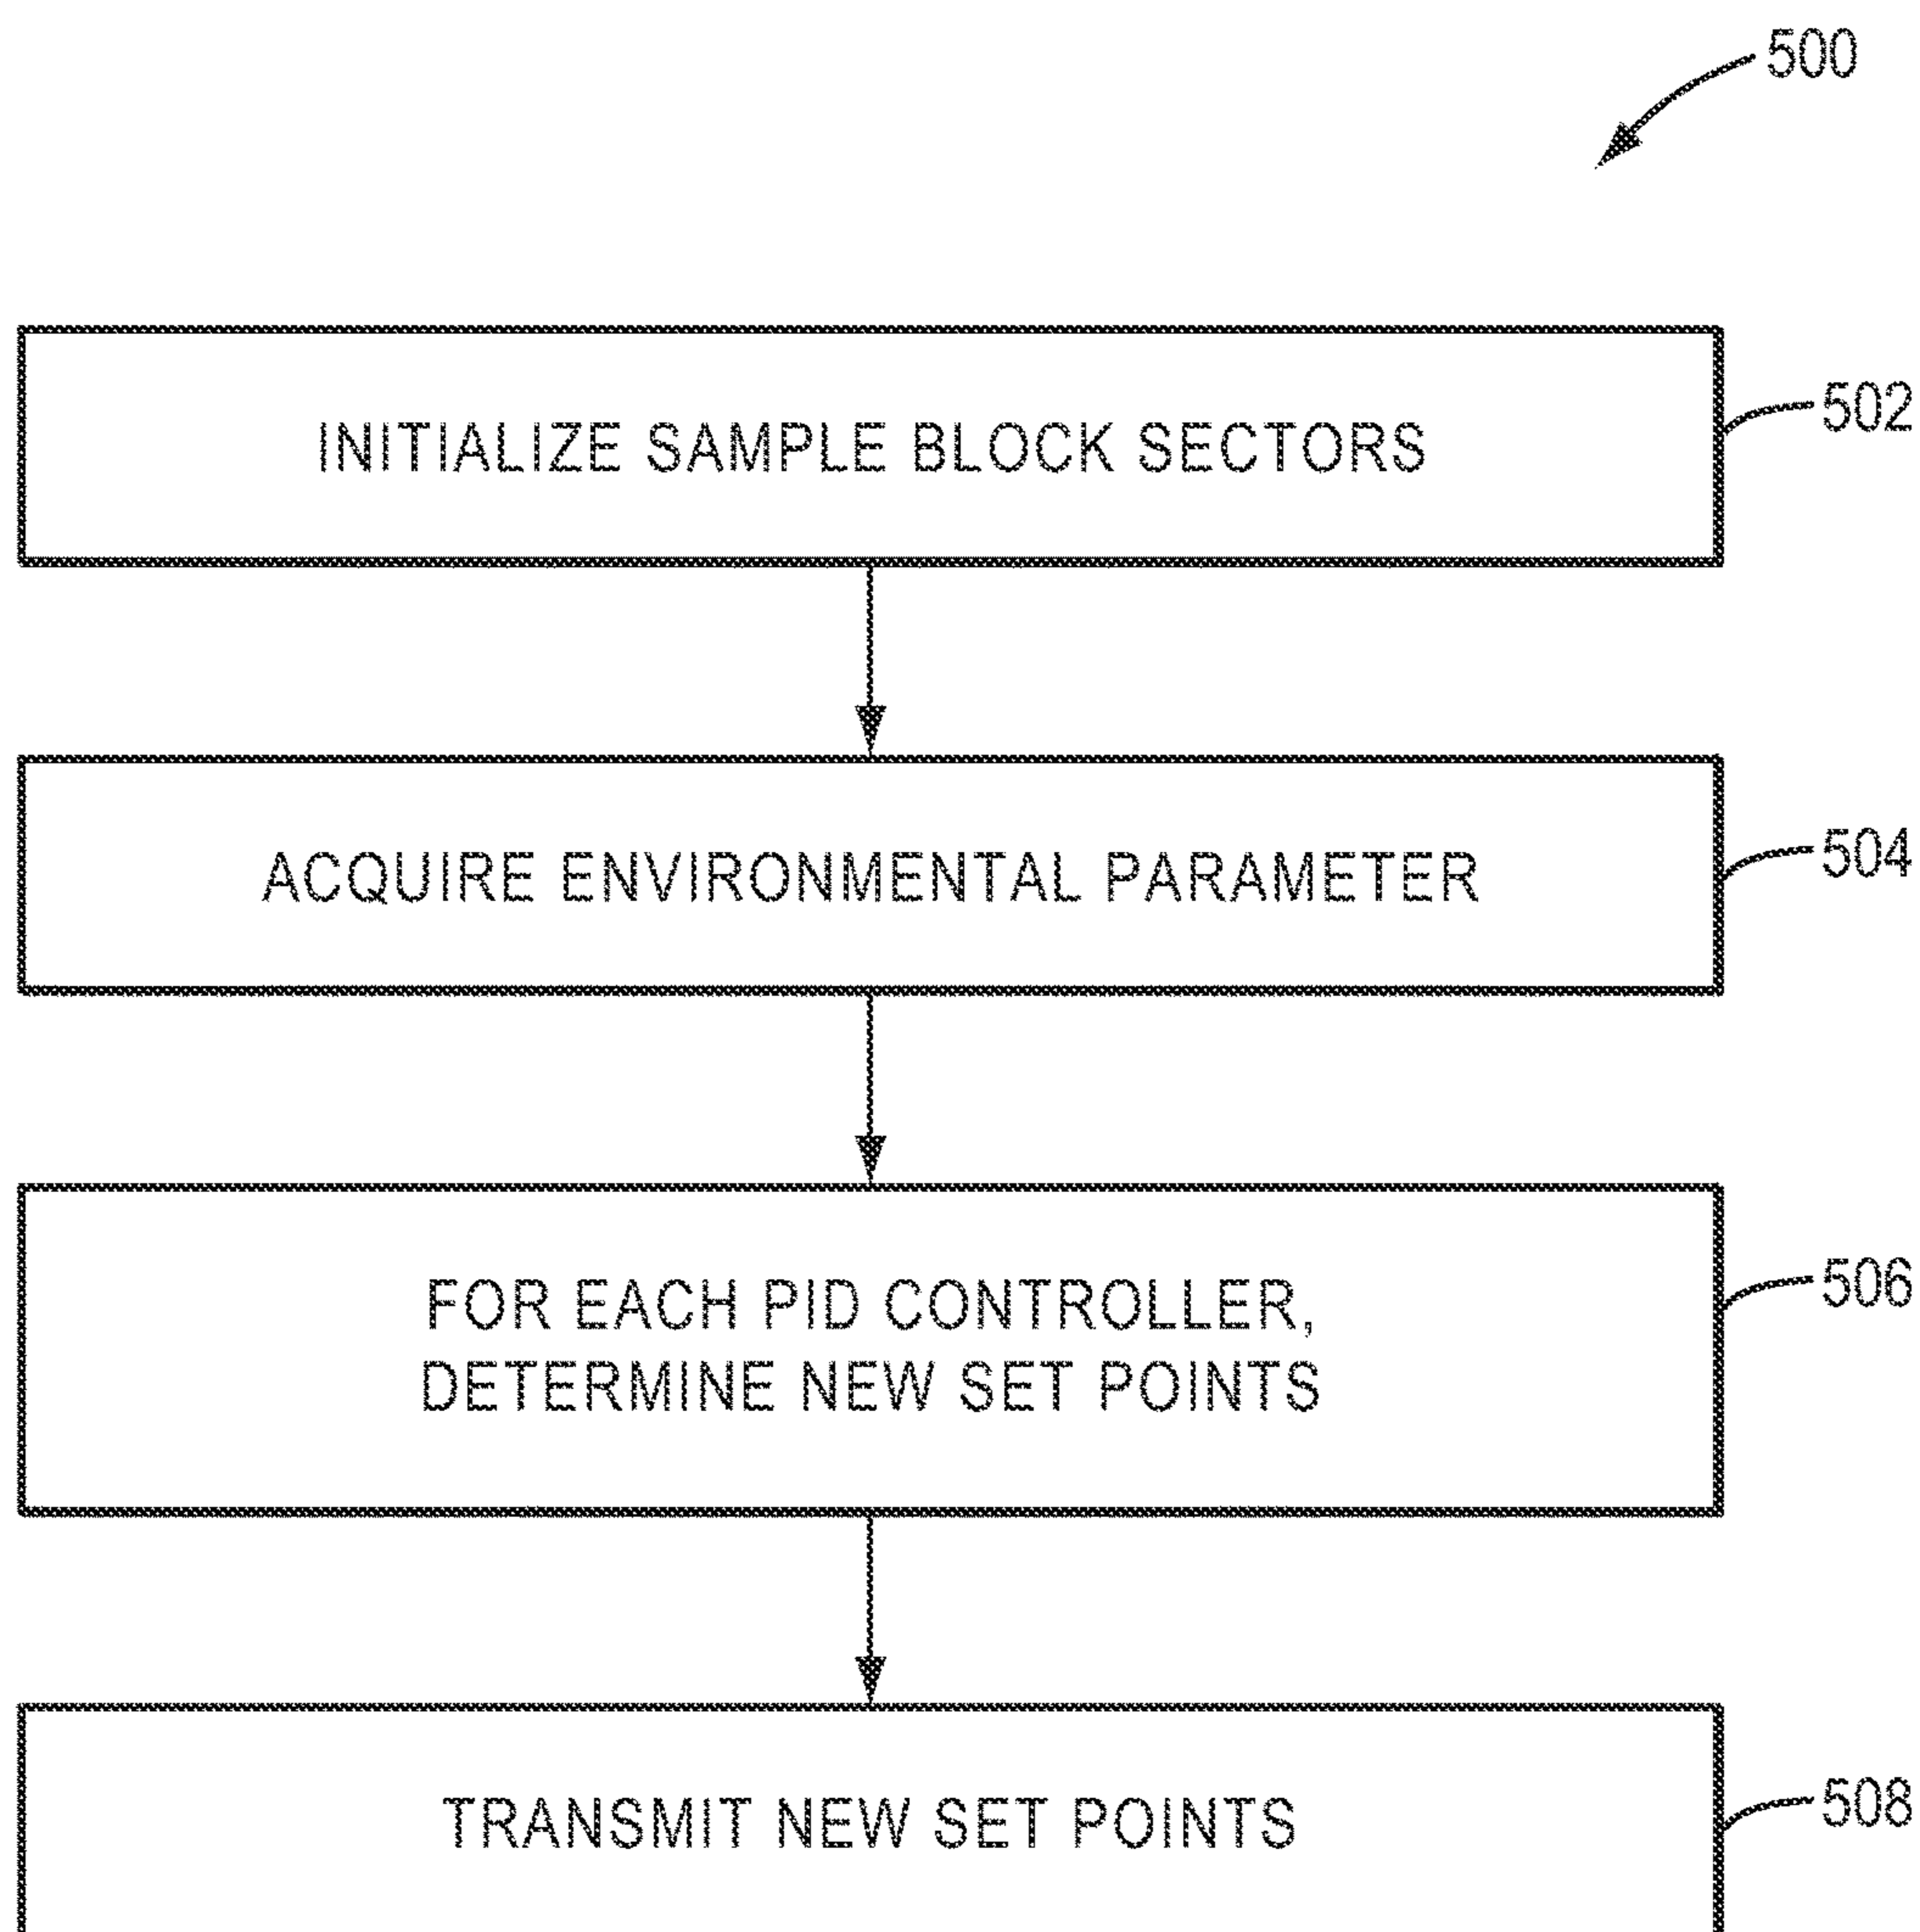 500
INITIALIZE SAMPLE BLOCK SECTORS
502
ACQUIRE ENVIRONMENTAL PARAMETER
504
FOR EACH PID CONTROLLER,
DETERMINE NEW SET POINTS
506
TRANSMIT NEW SET POINTS
508